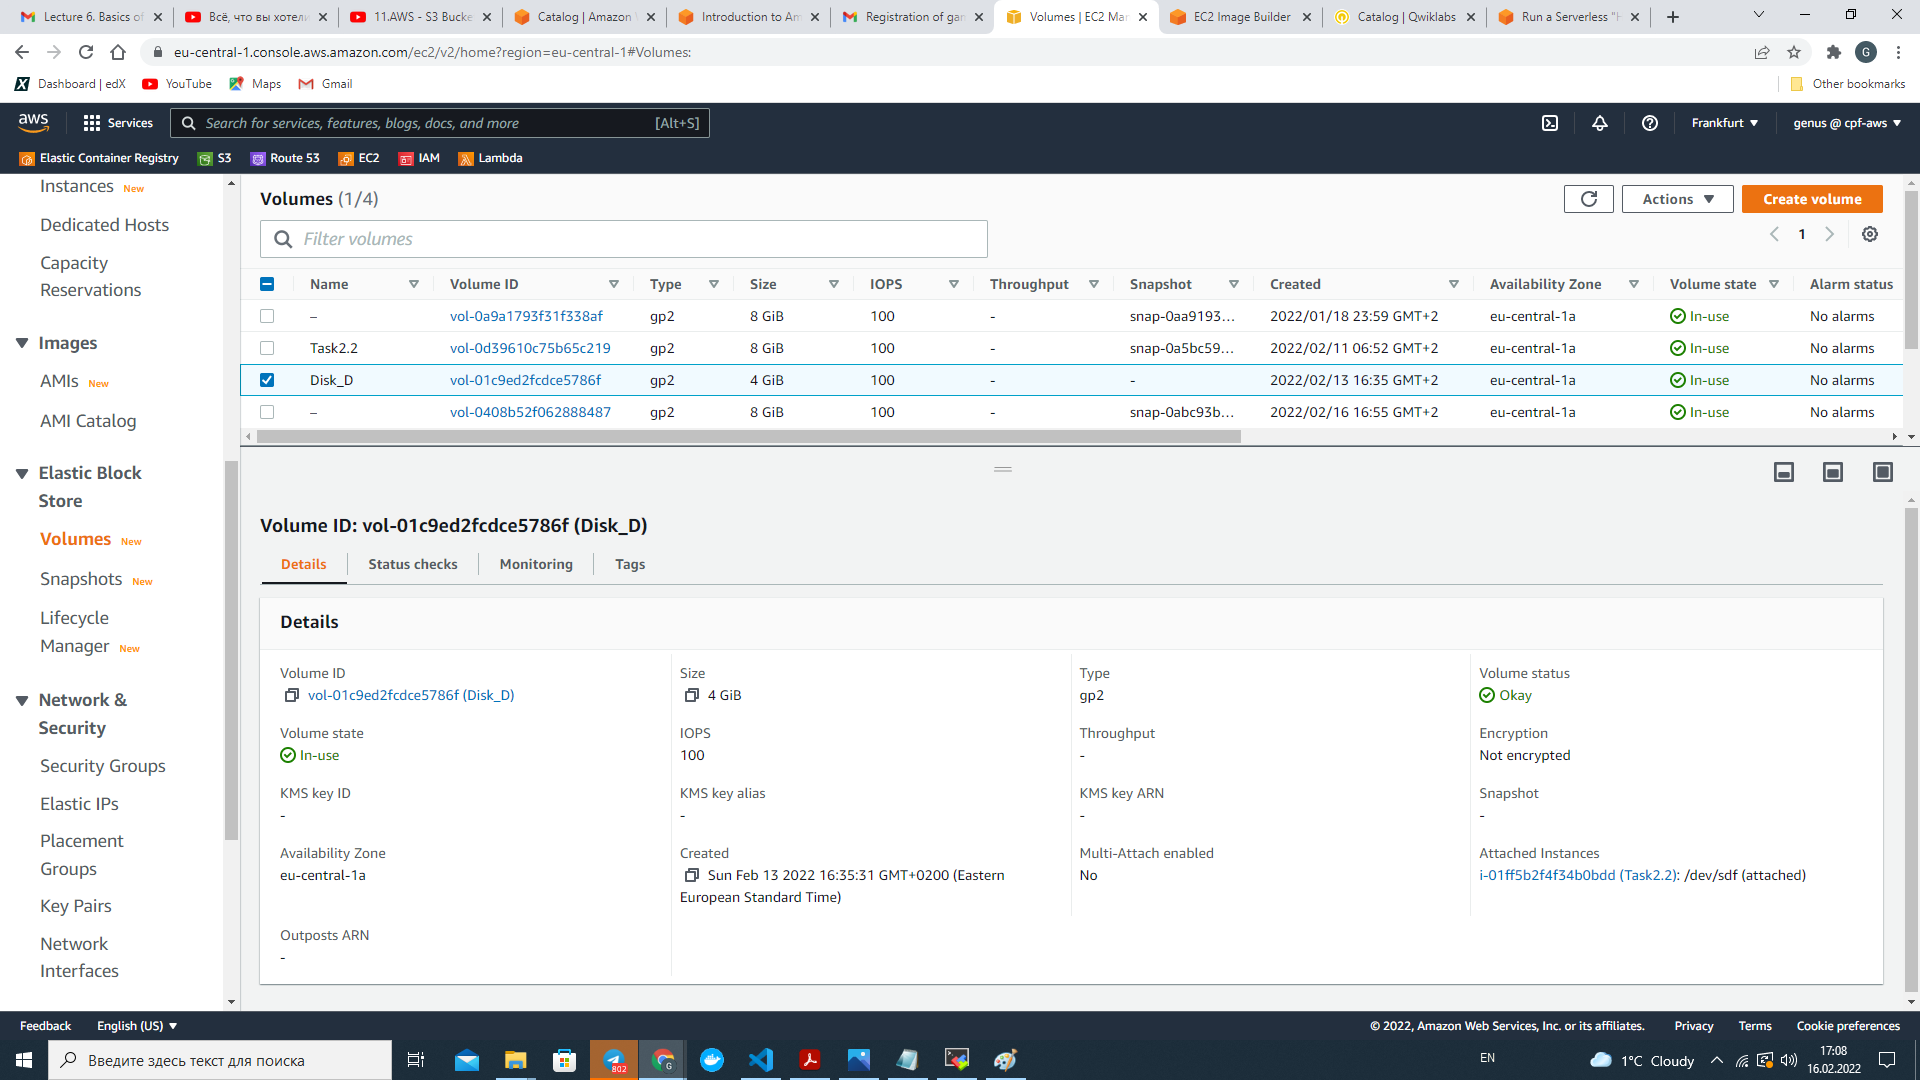 Lecture 6. Basics of
Всё, что вы хотели
11.AWS - S3 Bucke
Catalog | Amazon
Introduction to Am
Registration of gam
Volumes | EC2 Man
EC2 Image Builder
Catalog | Qwiklabs
Run a Serverless "H
eu-central-1.console.aws.amazon.com/ec2/v2/home?region=eu-central-1#Volumes:
G
Dashboard | edX
YouTube
Maps
Gmail
Other bookmarks
aws
Services
Search for services, features, blogs, docs, and more
[Alt+S]
Frankfurt
genus @ cpf-aws
Elastic Container Registry
S3
Route 53
EC2
IAM
Lambda
Instances New
Dedicated Hosts
Capacity
Reservations
Images
AMIs New
AMI Catalog
Elastic Block
Store
Volumes New
Snapshots New
Lifecycle
Manager New
Network &
Security
Security Groups
Elastic IPs
Placement
Groups
Key Pairs
Network
Interfaces
Volumes (1/4)
Actions
Create volume
Filter volumes
1
Name Volume ID Type Size IOPS Throughput Snapshot Created Availability Zone Volume state Alarm status
– vol-0a9a1793f31f338af gp2 8 GiB 100 - snap-0aa9193... 2022/01/18 23:59 GMT+2 eu-central-1a In-use No alarms
Task2.2 vol-0d39610c75b65c219 gp2 8 GiB 100 - snap-0a5bc59... 2022/02/11 06:52 GMT+2 eu-central-1a In-use No alarms
Disk_D vol-01c9ed2fcdce5786f gp2 4 GiB 100 - - 2022/02/13 16:35 GMT+2 eu-central-1a In-use No alarms
– vol-0408b52f062888487 gp2 8 GiB 100 - snap-0abc93b... 2022/02/16 16:55 GMT+2 eu-central-1a In-use No alarms
Volume ID: vol-01c9ed2fcdce5786f (Disk_D)
Details
Status checks
Monitoring
Tags
Details
Volume ID
vol-01c9ed2fcdce5786f (Disk_D)
Size
4 GiB
Type
gp2
Volume status
Okay
Volume state
In-use
IOPS
100
Throughput
-
Encryption
Not encrypted
KMS key ID
-
KMS key alias
-
KMS key ARN
-
Snapshot
-
Availability Zone
eu-central-1a
Created
Sun Feb 13 2022 16:35:31 GMT+0200 (Eastern
European Standard Time)
Multi-Attach enabled
No
Attached Instances
i-01ff5b2f4f34b0bdd (Task2.2): /dev/sdf (attached)
Outposts ARN
-
Feedback
English (US)
© 2022, Amazon Web Services, Inc. or its affiliates.
Privacy
Terms
Cookie preferences
Введите здесь текст для поиска
802
EN
1°C Cloudy
17:08
16.02.2022